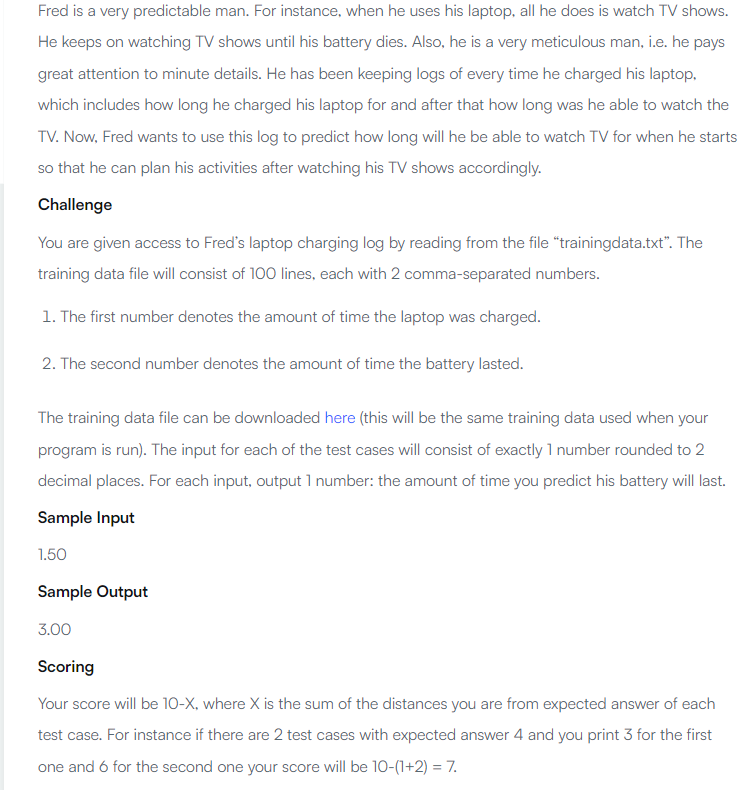 Fred is a very predictable man. For instance, when he uses his laptop, all he does is watch TV shows.
He keeps on watching TV shows until his battery dies. Also, he is a very meticulous man, i.e. he pays
great attention to minute details. He has been keeping logs of every time he charged his laptop,
which includes how long he charged his laptop for and after that how long was he able to watch the
TV. Now, Fred wants to use this log to predict how long will he be able to watch TV for when he starts
so that he can plan his activities after watching his TV shows accordingly.
Challenge
You are given access to Fred's laptop charging log by reading from the file “trainingdata.txt”. The
training data file will consist of 100 lines, each with 2 comma-separated numbers.
1. The first number denotes the amount of time the laptop was charged.
2. The second number denotes the amount of time the battery lasted.
The training data file can be downloaded here (this will be the same training data used when your
program is run). The input for each of the test cases will consist of exactly 1 number rounded to 2
decimal places. For each input, output 1 number: the amount of time you predict his battery will last.
Sample Input
1.50
Sample Output
3.00
Scoring
Your score will be 10-X, where X is the sum of the distances you are from expected answer of each
test case. For instance if there are 2 test cases with expected answer 4 and you print 3 for the first
one and 6 for the second one your score will be 10-(1+2) = 7.